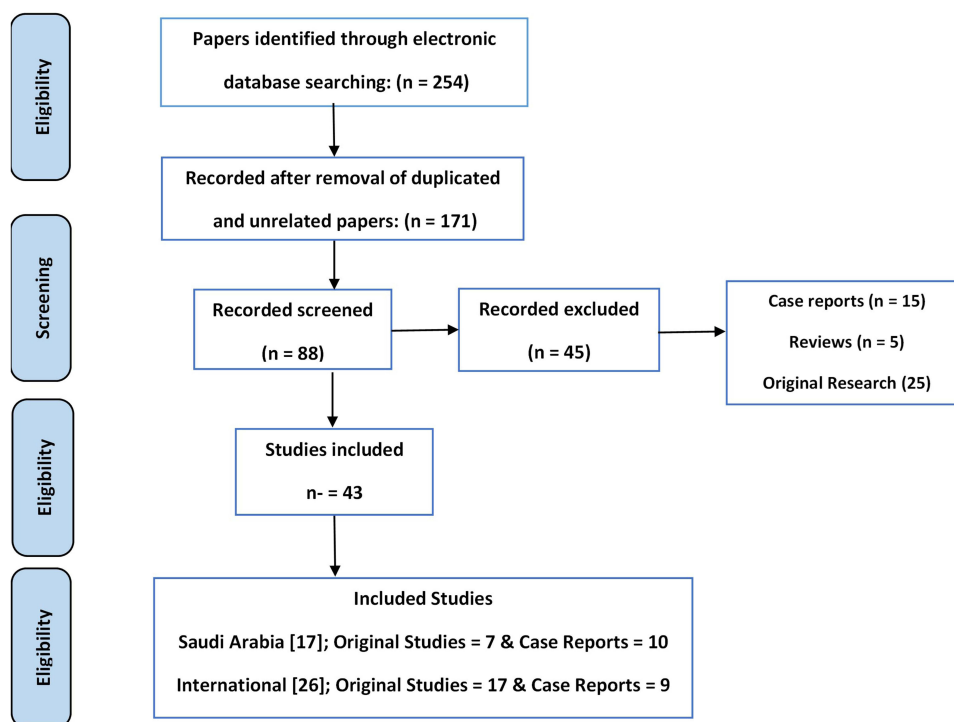 Eligibility
Papers identified through electronic
database searching: (n = 254)
Recorded after removal of duplicated
and unrelated papers: (n = 171)
Screening
Recorded screened
(n = 88)
Recorded excluded
(n = 45)
Case reports (n = 15)
Reviews (n = 5)
Original Research (25)
Eligibility
Studies included
n- = 43
Eligibility
Included Studies
Saudi Arabia [17]; Original Studies = 7 & Case Reports = 10
International [26]; Original Studies = 17 & Case Reports = 9